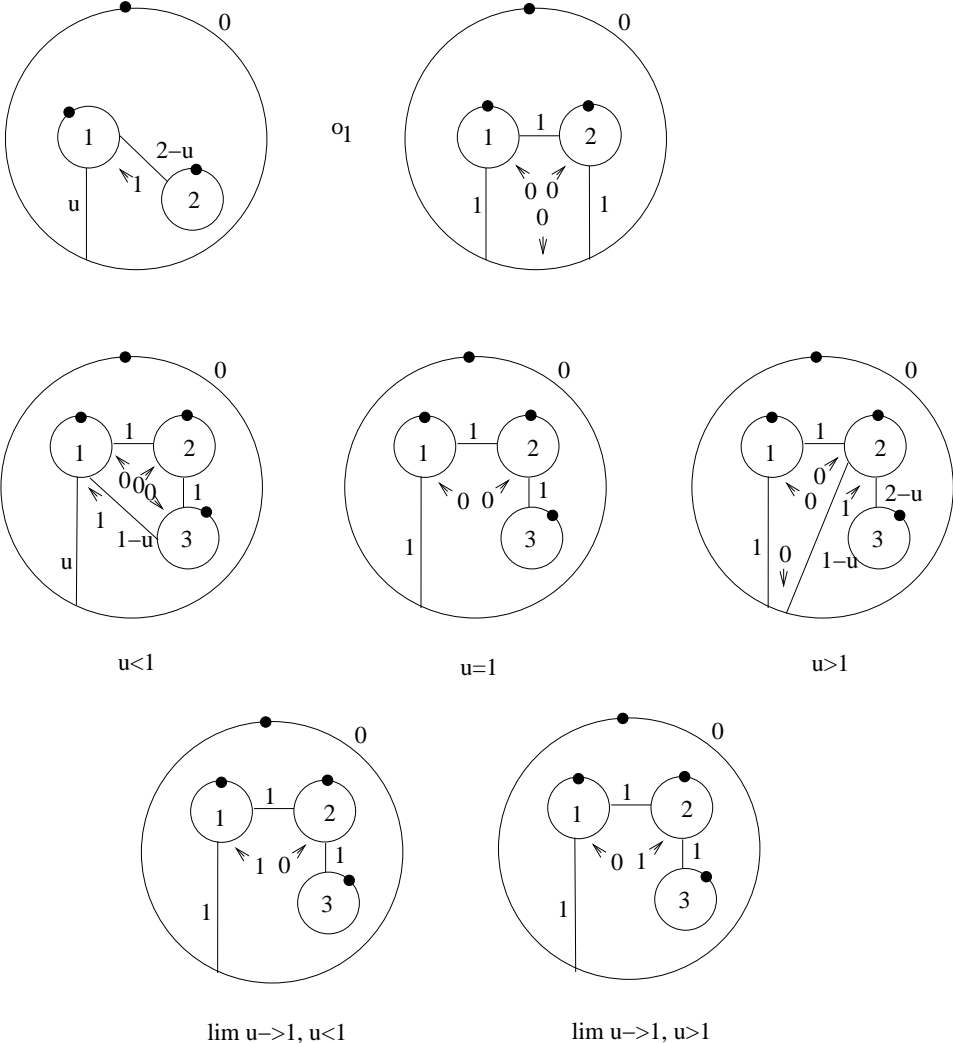 0 0
1 2−u 1 u 2
o1
1 1 2 0 0 0 1 1
0 0 0
1 1 2 0 0 0 1 1 1−u 3 u
1 1 2 0 0 1 3 1
1 1 2 0 0 1 2−u 3 1 0 1−u
u<1 u=1 u>1
0 0
1 1 2 1 0 1 3 1
1 1 2 0 1 1 3 1
lim u−>1, u<1 lim u−>1, u>1